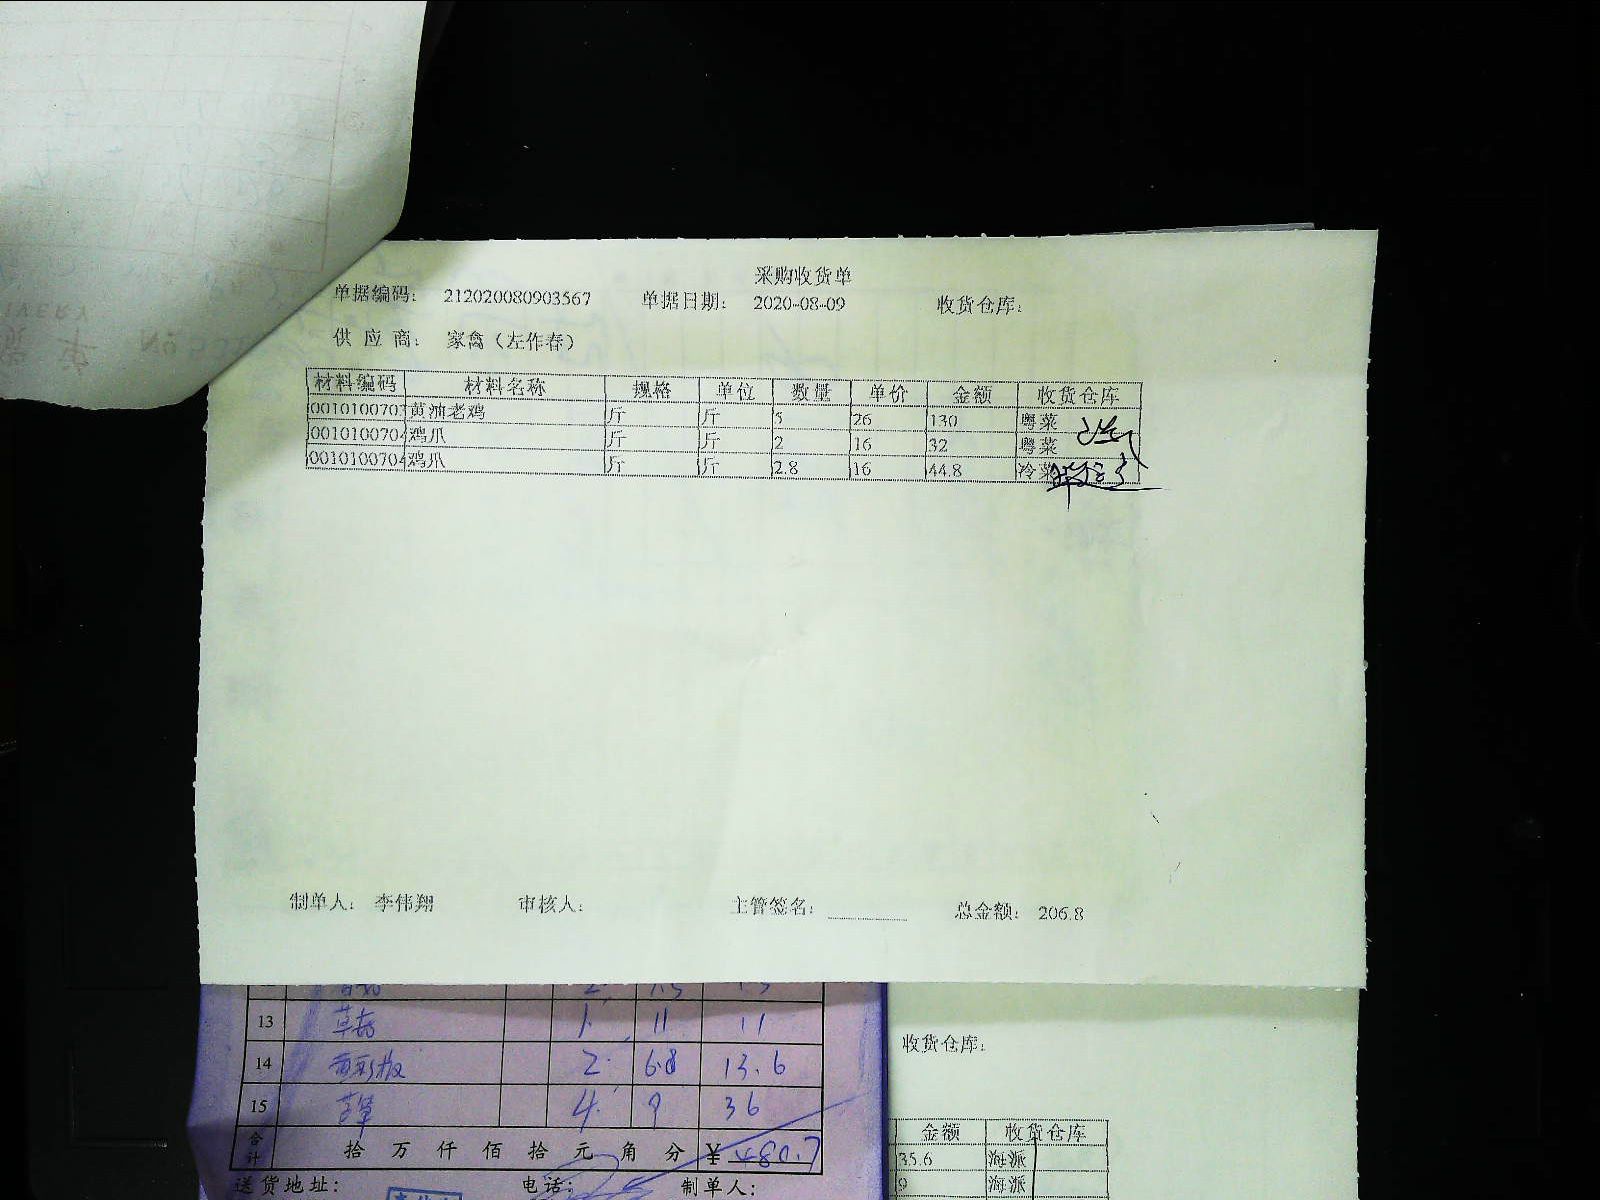 采购收货单
单据编码： 212020080903567 单据日期： 2020-08-09 收货仓库：
供 应 商： 家禽（左作春）
材料编码 材料名称 规格 单位 数量 单价 金额 收货仓库
0010100703 黄油老鸡 斤 斤 5 26 130 粤菜
0010100704 鸡爪 斤 斤 2 16 32 粤菜
0010100704 鸡爪 斤 斤 2.8 16 44.8 冷菜
制单人： 李伟翔 审核人： 主管签名： 总金额： 206.8
13 草菇 1 11 11
14 2 6.8 13.6
15 4 9 36
合计 拾 万 仟 佰 拾 元 角 分 ¥ 480.7
送货地址： 电话： 制单人：
收货仓库：
金额 收货仓库
35.6 海派
9 海派